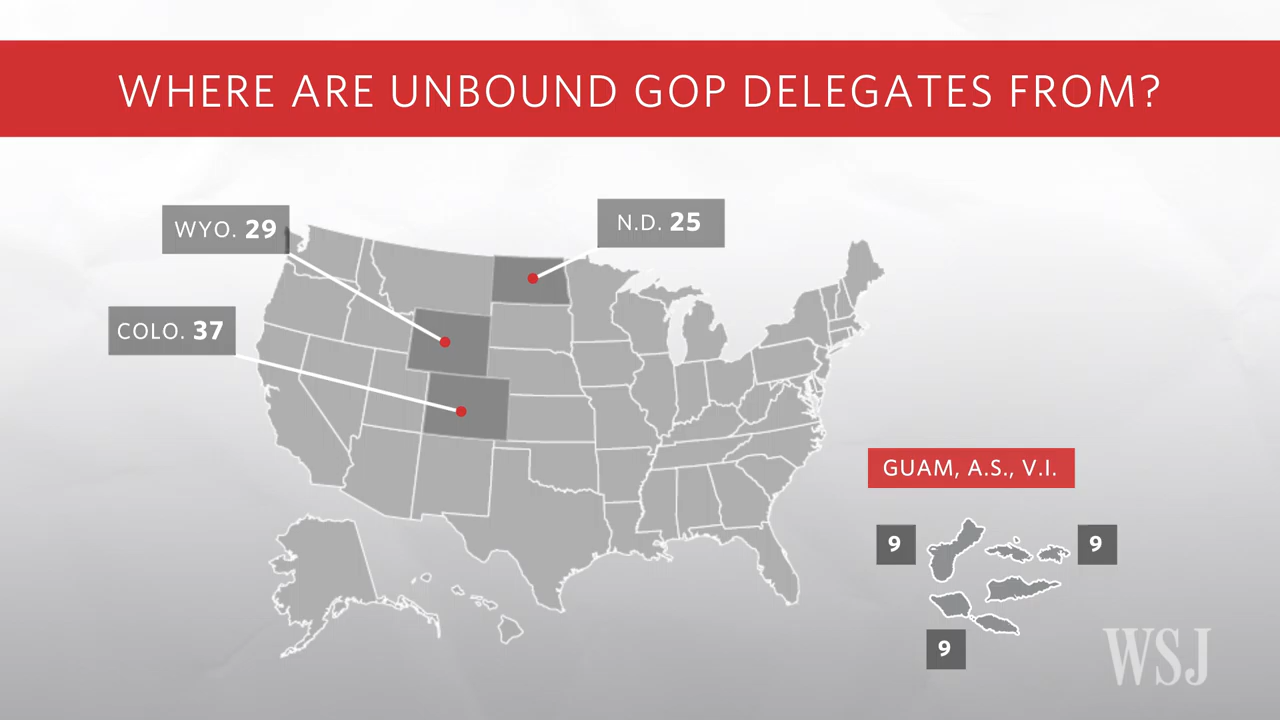 WHERE ARE UNBOUND GOP DELEGATES FROM?
WYO. 29
N.D. 25
COLO. 37
GUAM, A.S., V.I.
9
9
9
WSJ